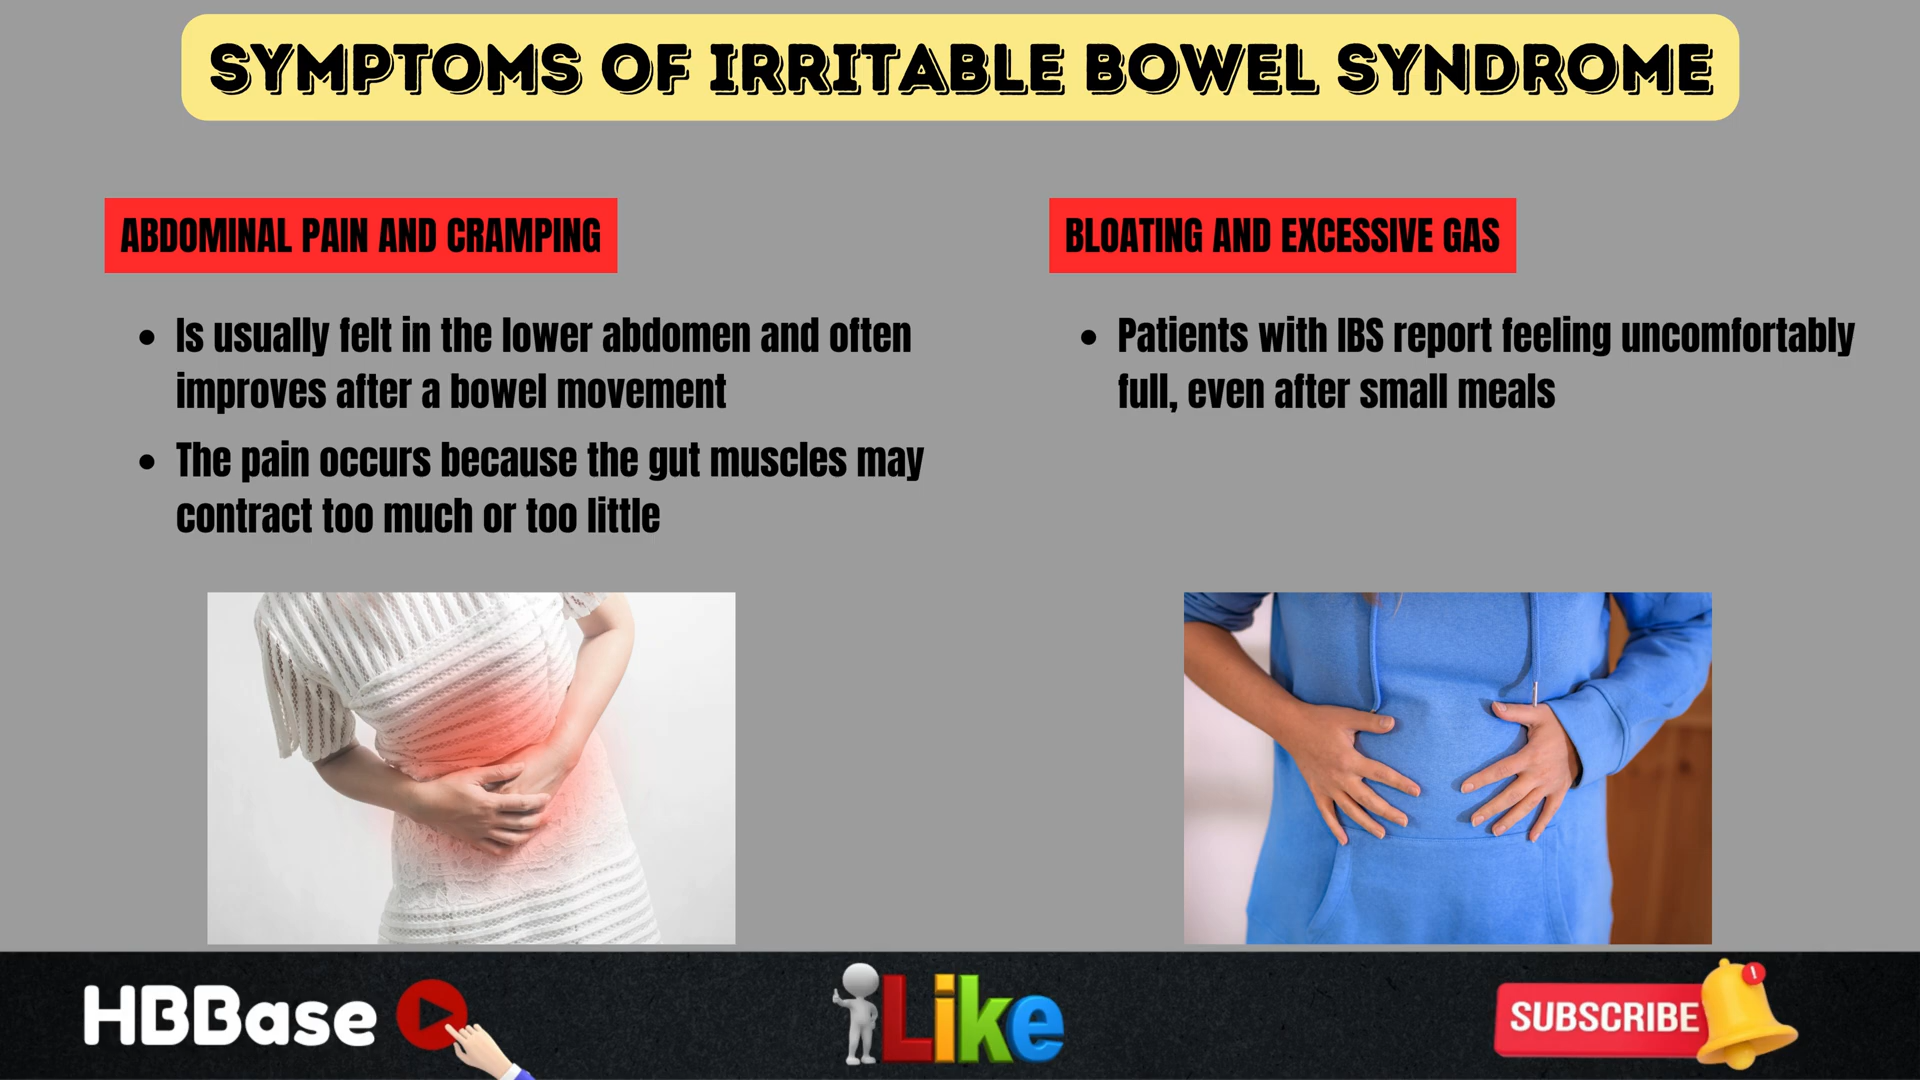 SYMPTOMS OF IRRITABLE BOWEL SYNDROME
ABDOMINAL PAIN AND CRAMPING
• Is usually felt in the lower abdomen and often
improves after a bowel movement
• The pain occurs because the gut muscles may
contract too much or too little
BLOATING AND EXCESSIVE GAS
• Patients with IBS report feeling uncomfortably
full, even after small meals
HBBase
Like
SUBSCRIBE
!